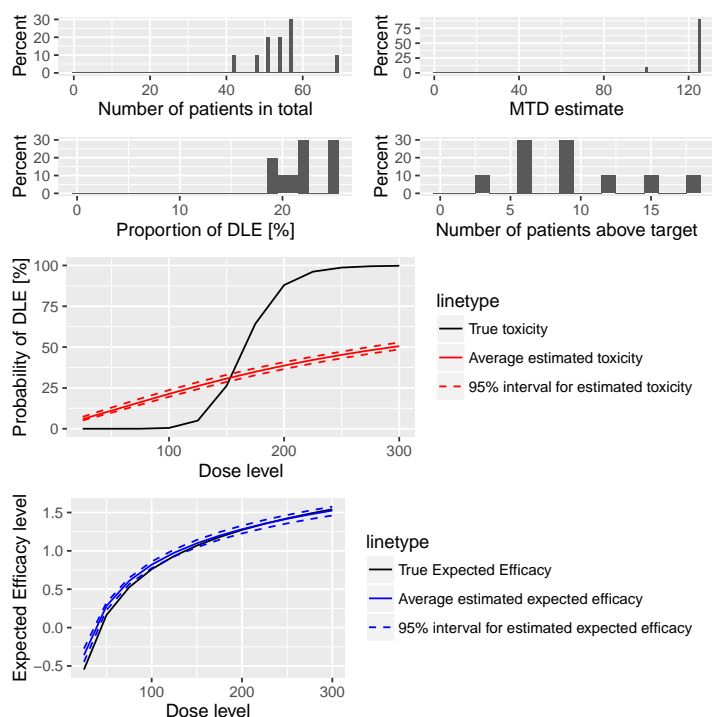 Percent
30
20
10
0
0
20
40
60
Number of patients in total
Percent
75
50
25
0
0
40
80
120
MTD estimate
Percent
30
20
10
0
0
10
20
Proportion of DLE [%]
Percent
30
20
10
0
0
5
10
15
Number of patients above target
Probability of DLE [%]
100
75
50
25
0
100
200
300
Dose level
linetype
True toxicity
Average estimated toxicity
95% interval for estimated toxicity
Expected Efficacy level
1.5
1.0
0.5
0.0
−0.5
100
200
300
Dose level
linetype
True Expected Efficacy
Average estimated expected efficacy
95% interval for estimated expected efficacy